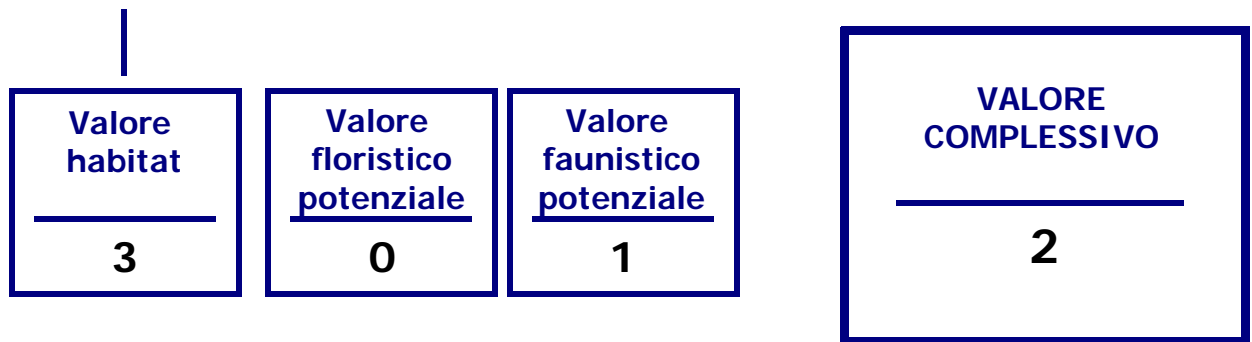 Valore
habitat
3
Valore
floristico
potenziale
0
Valore
faunistico
potenziale
1
VALORE
COMPLESSIVO
2